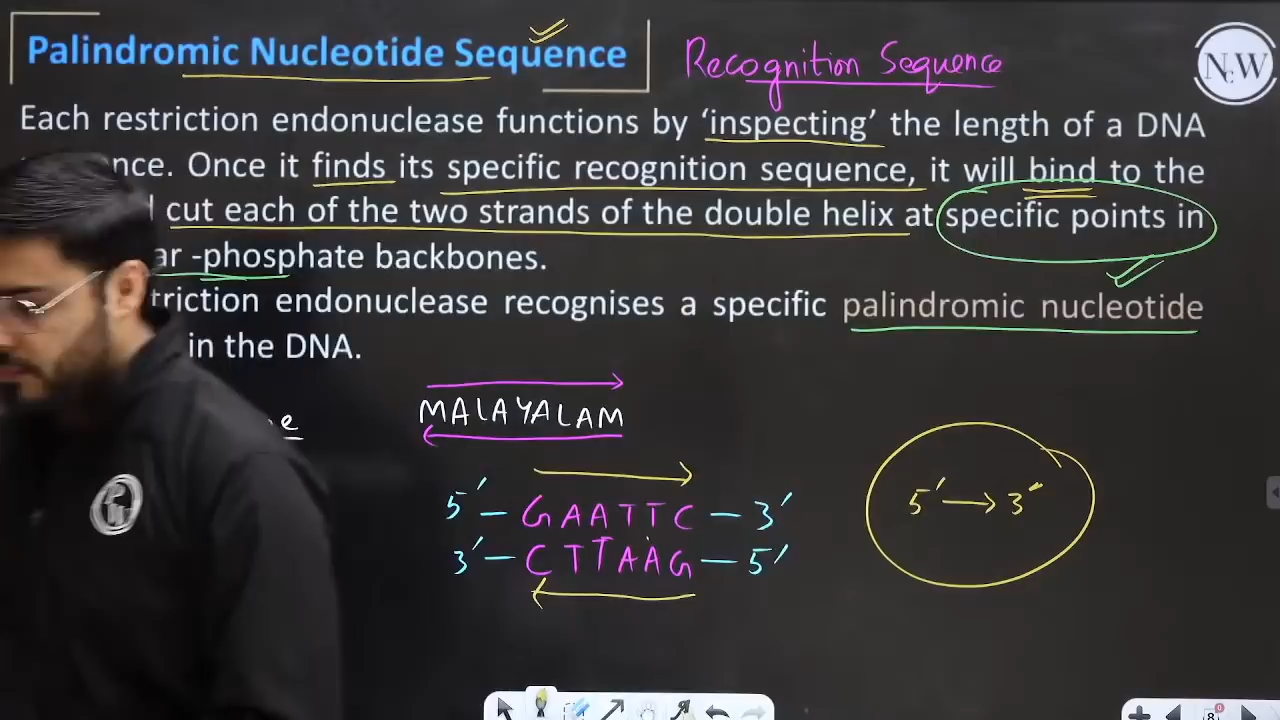 Palindromic Nucleotide Sequence
Recognition Sequence
NcW
Each restriction endonuclease functions by ‘inspecting’ the length of a DNA
Once it finds its specific recognition sequence, it will bind to the
cut each of the two strands of the double helix at specific points in
-phosphate backbones.
endonuclease recognises a specific palindromic nucleotide
in the DNA.
MALAYALAM
5′ – GAATTC – 3′
3′ – CTTAAG – 5′
5′ → 3′